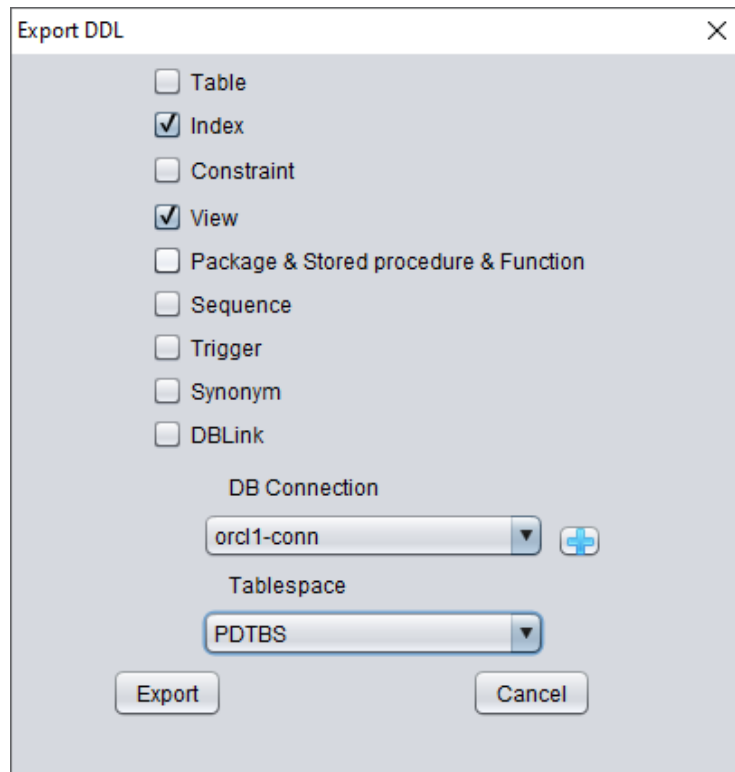 Export DDL
Table
Index
Constraint
View
Package & Stored procedure & Function
Sequence
Trigger
Synonym
DBLink
DB Connection
orcl1-conn
Tablespace
PDTBS
Export Cancel